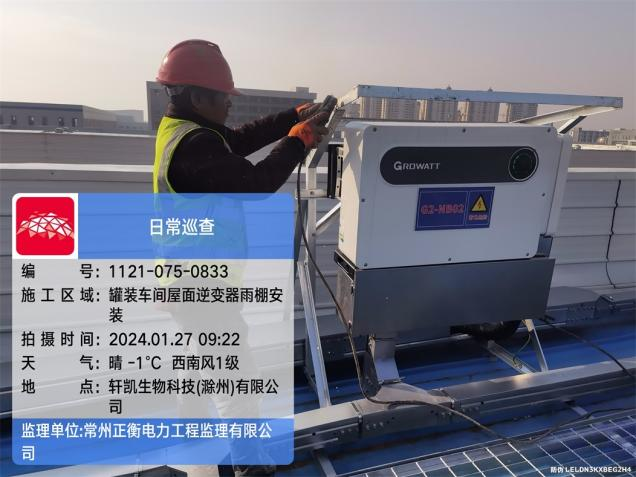 GROWATT
G2-NB02
日常巡查
编 号: 1121-075-0833
施工区域: 罐装车间屋面逆变器雨棚安
装
拍摄时间: 2024.01.27 09:22
天 气: 晴 -1℃ 西南风1级
地 点: 轩凯生物科技(滁州)有限公
司
监理单位:常州正衡电力工程监理有限公
司
防伪 LELDN3KXBEG2H4